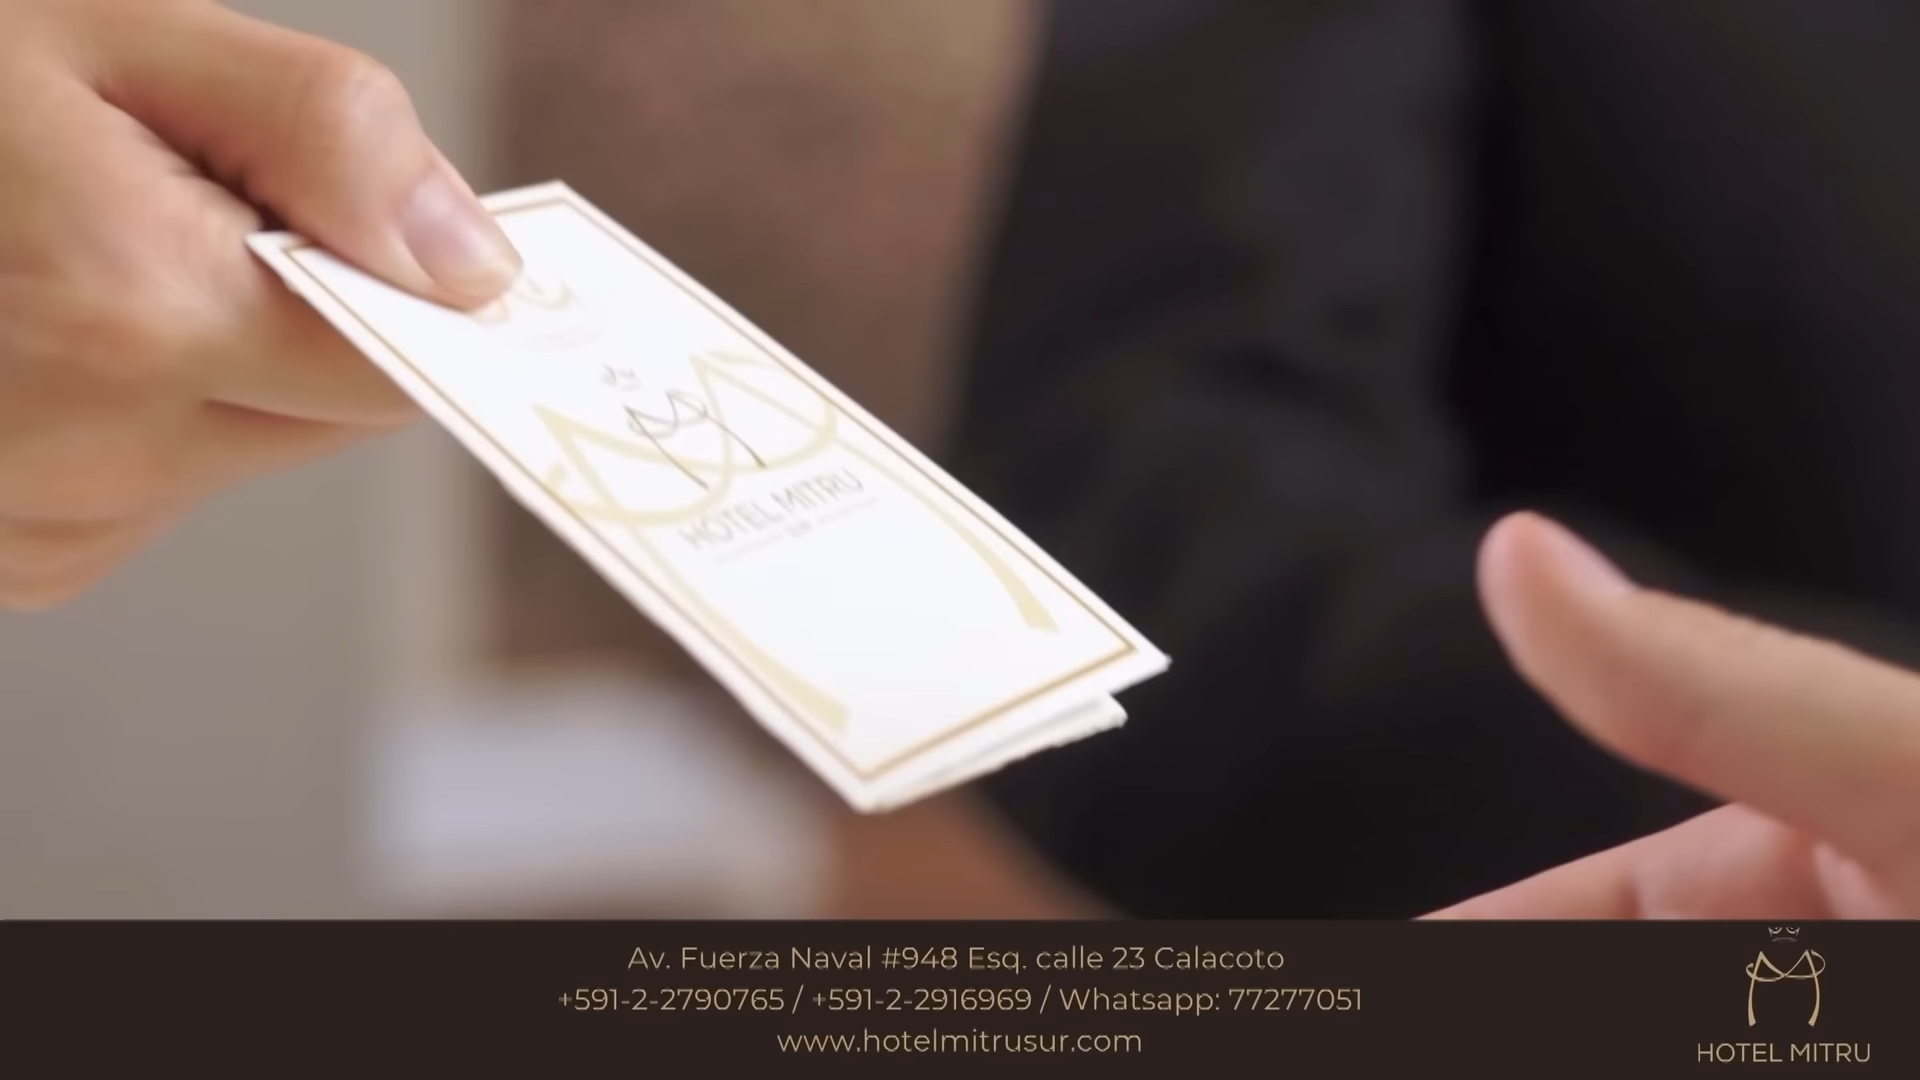 HOTEL MITRU
Av. Fuerza Naval #948 Esq. calle 23 Calacoto
+591-2-2790765 / +591-2-2916969 / Whatsapp: 77277051
www.hotelmitrusur.com
HOTEL MITRU